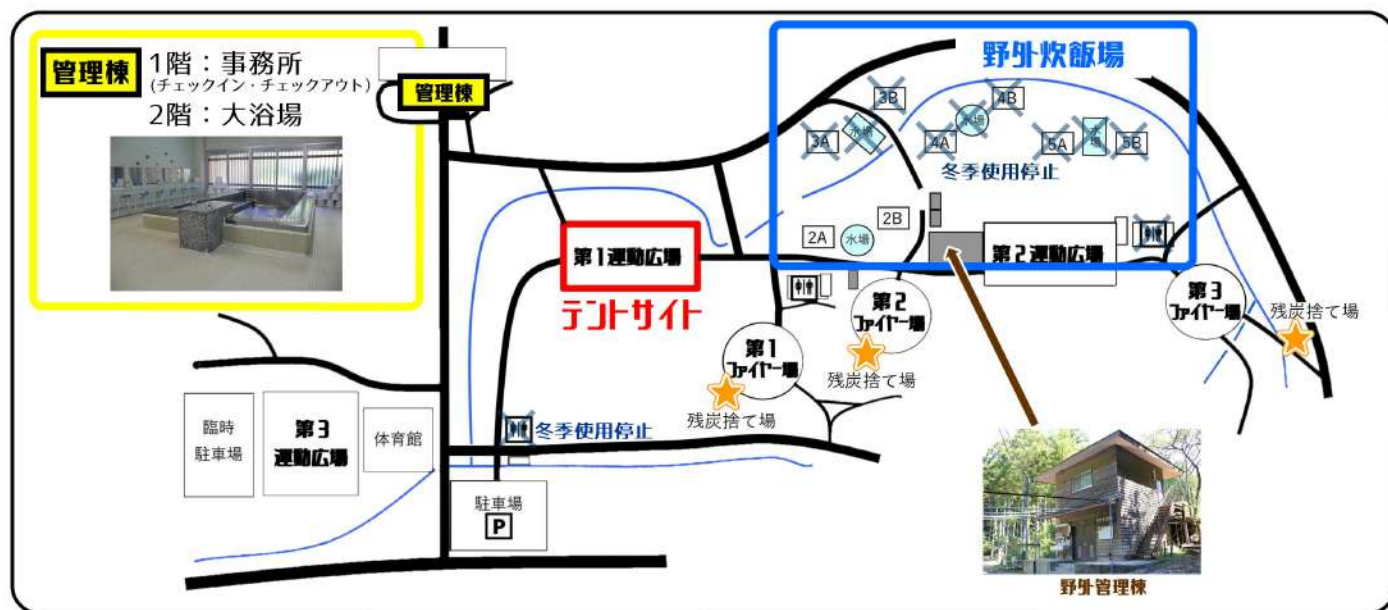 管理棟
1階：事務所
(チェックイン・チェックアウト)
2階：大浴場
管理棟
野外炊飯場
3B
4B
3A
水場
4A
水場
5A
水場
5B
冬季使用停止
2A
水場
2B
第1運動広場
テントサイト
第2運動広場
第2
ファイヤー場
残炭捨て場
第3
ファイヤー場
残炭捨て場
第1
ファイヤー場
残炭捨て場
臨時
駐車場
第3
運動広場
体育館
冬季使用停止
駐車場
P
野外管理棟